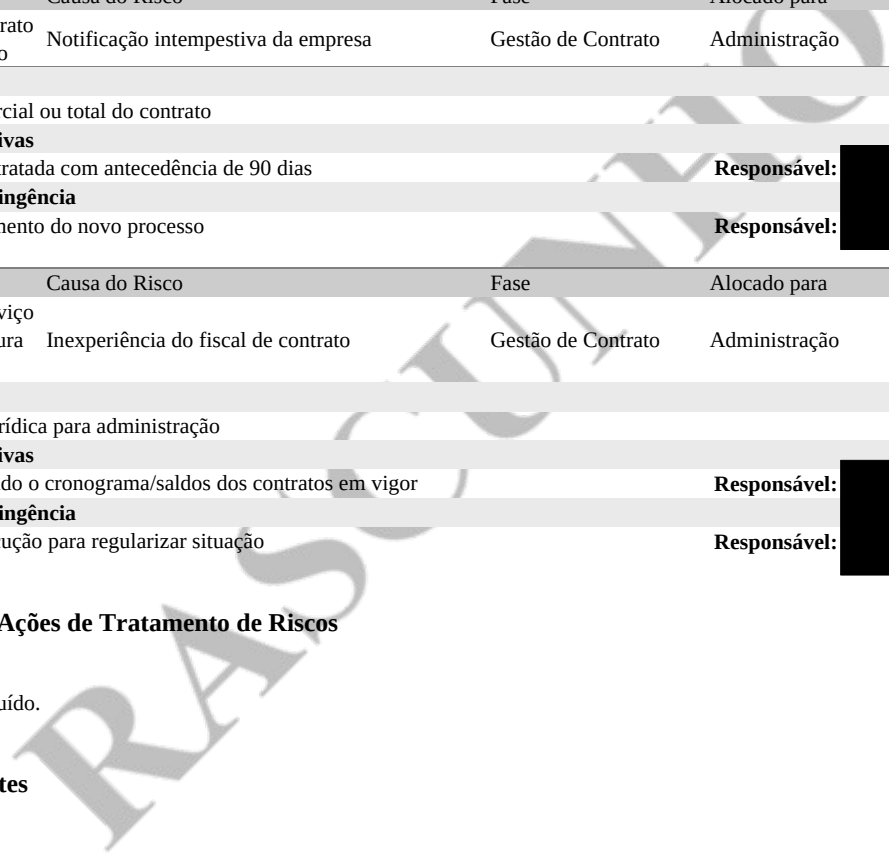 Causa do Risco Fase Alocado para
rato
o Notificação intempestiva da empresa Gestão de Contrato Administração
rcial ou total do contrato
ivas
tratada com antecedência de 90 dias Responsável:
ingência
mento do novo processo Responsável:
Causa do Risco Fase Alocado para
viço
ura Inexperiência do fiscal de contrato Gestão de Contrato Administração
rídica para administração
ivas
do o cronograma/saldos dos contratos em vigor Responsável:
ingência
cução para regularizar situação Responsável:
Ações de Tratamento de Riscos
uído.
tes
RASCUNHO